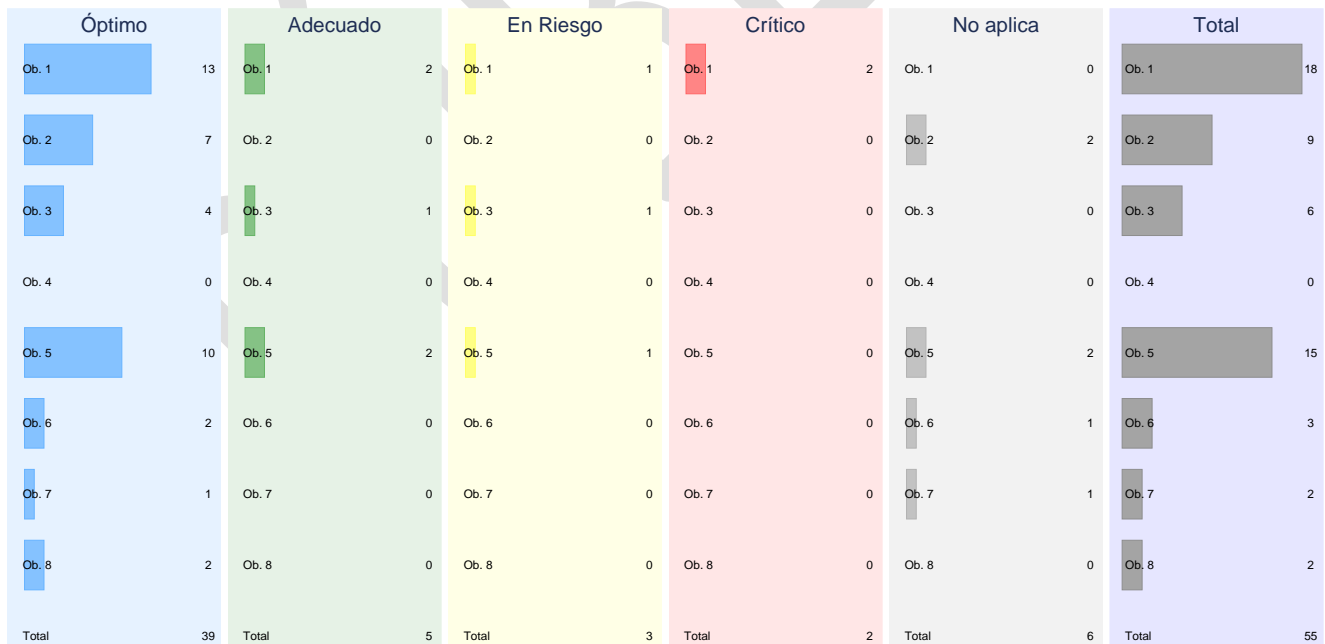 Óptimo Adecuado En Riesgo Crítico No aplica Total
Ob. 1 13 Ob. 1 2 Ob. 1 1 Ob. 1 2 Ob. 1 0 Ob. 1 18
Ob. 2 7 Ob. 2 0 Ob. 2 0 Ob. 2 0 Ob. 2 2 Ob. 2 9
Ob. 3 4 Ob. 3 1 Ob. 3 1 Ob. 3 0 Ob. 3 0 Ob. 3 6
Ob. 4 0 Ob. 4 0 Ob. 4 0 Ob. 4 0 Ob. 4 0 Ob. 4 0
Ob. 5 10 Ob. 5 2 Ob. 5 1 Ob. 5 0 Ob. 5 2 Ob. 5 15
Ob. 6 2 Ob. 6 0 Ob. 6 0 Ob. 6 0 Ob. 6 1 Ob. 6 3
Ob. 7 1 Ob. 7 0 Ob. 7 0 Ob. 7 0 Ob. 7 1 Ob. 7 2
Ob. 8 2 Ob. 8 0 Ob. 8 0 Ob. 8 0 Ob. 8 0 Ob. 8 2
Total 39 Total 5 Total 3 Total 2 Total 6 Total 55